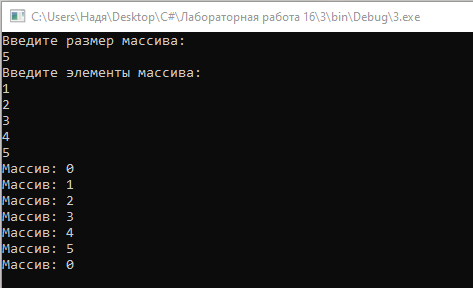 C:\Users\Надя\Desktop\C#\Лабораторная работа 16\3\bin\Debug\3.exe
Введите размер массива:
5
Введите элементы массива:
1
2
3
4
5
Массив: 0
Массив: 1
Массив: 2
Массив: 3
Массив: 4
Массив: 5
Массив: 0